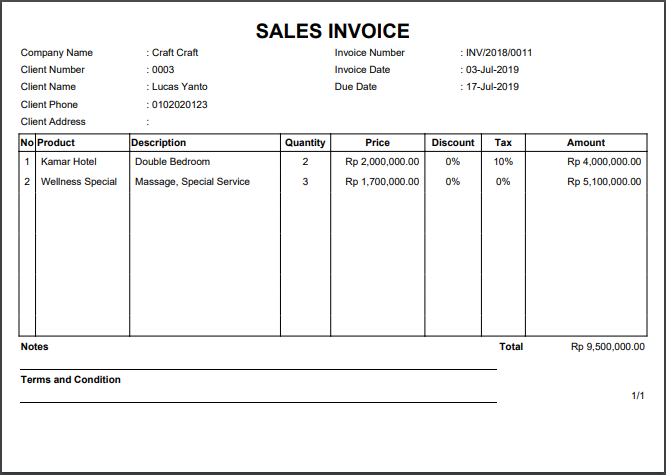 SALES INVOICE
Company Name : Craft Craft Invoice Number : INV/2018/0011
Client Number : 0003 Invoice Date : 03-Jul-2019
Client Name : Lucas Yanto Due Date : 17-Jul-2019
Client Phone : 0102020123
Client Address :
No Product Description Quantity Price Discount Tax Amount
1 Kamar Hotel Double Bedroom 2 Rp 2,000,000.00 0% 10% Rp 4,000,000.00
2 Wellness Special Massage, Special Service 3 Rp 1,700,000.00 0% 0% Rp 5,100,000.00
Notes Total Rp 9,500,000.00
Terms and Condition
1/1